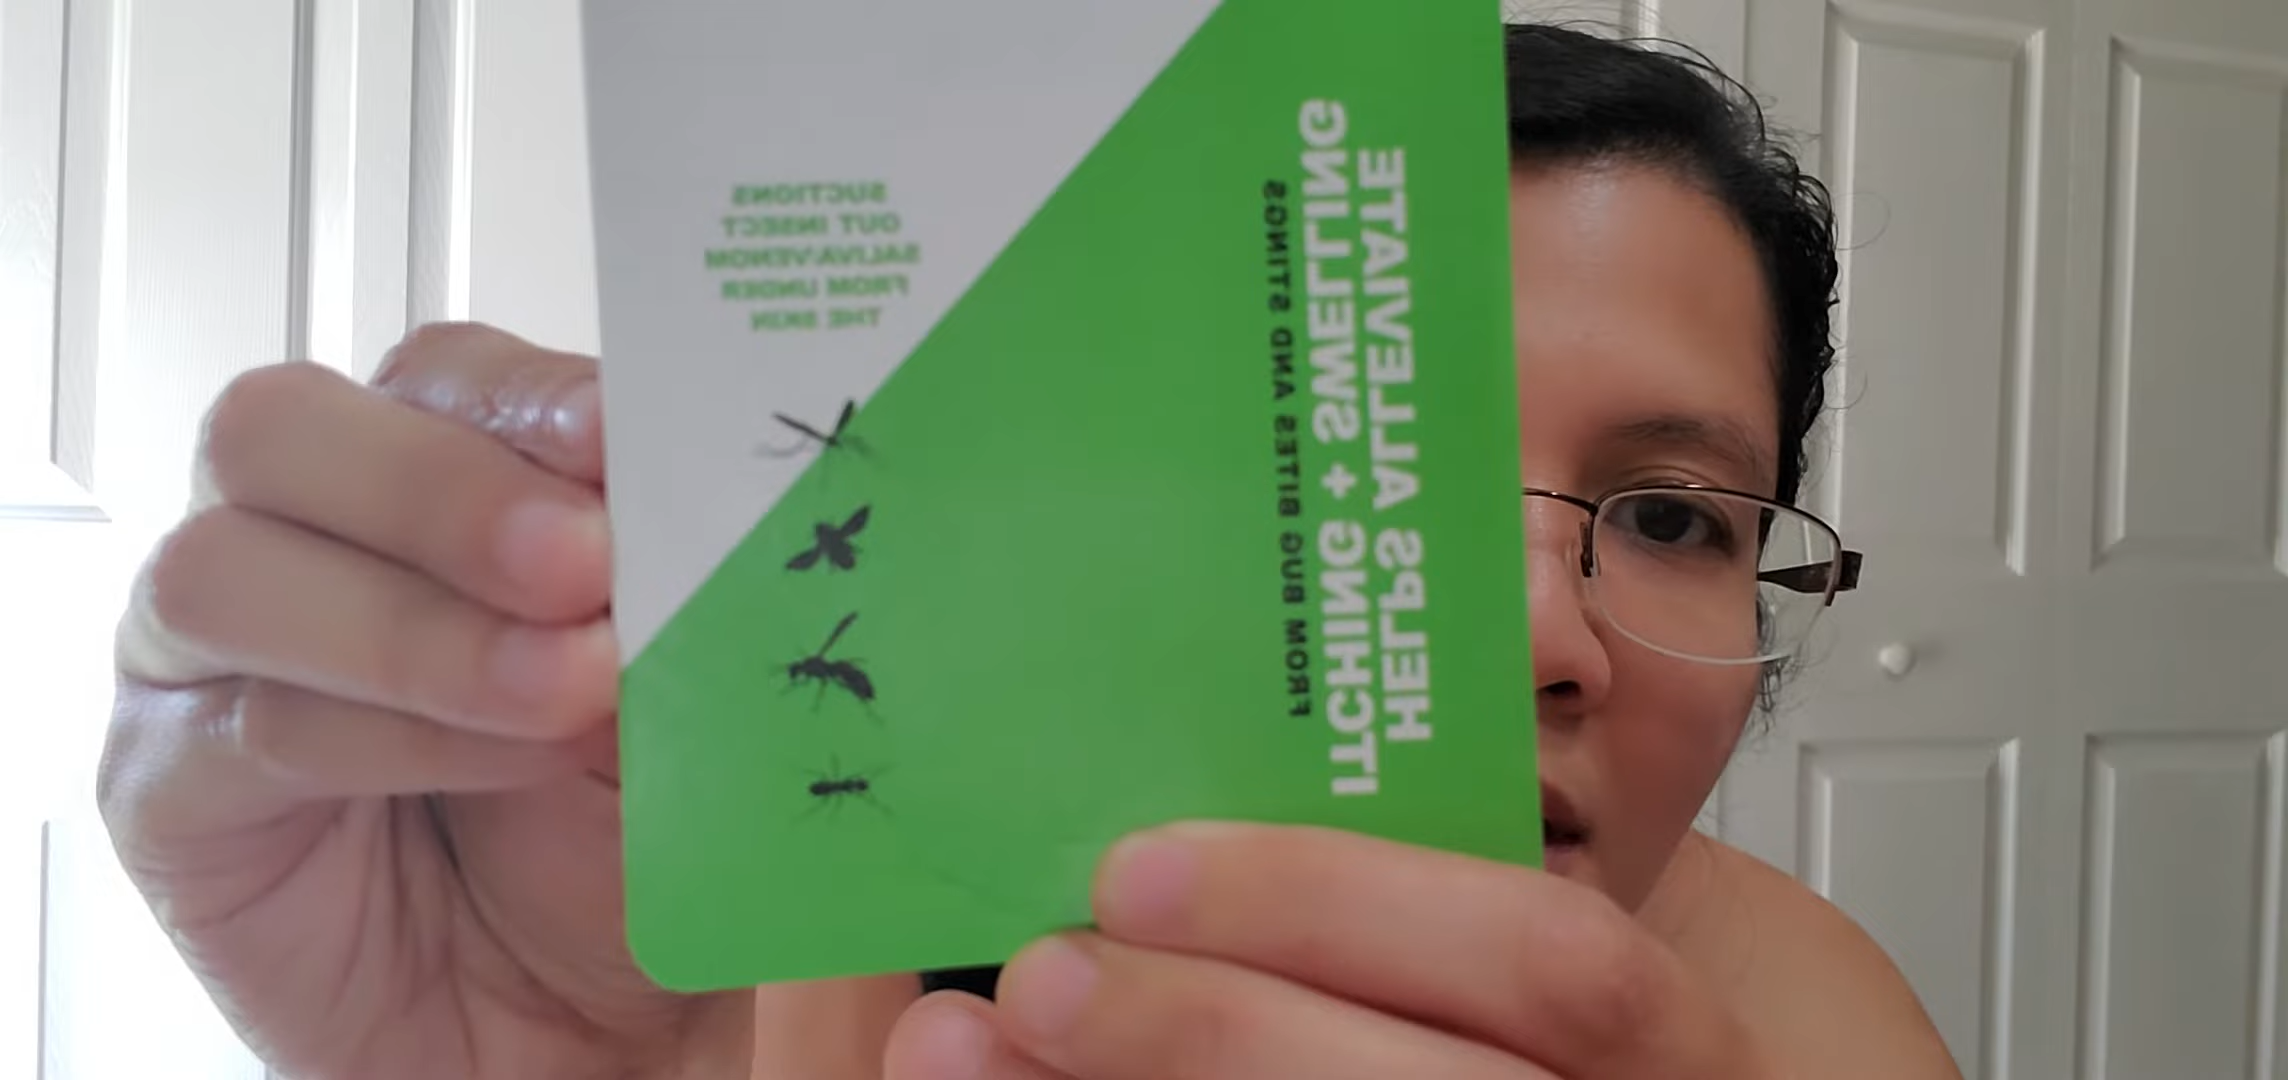 HELPS ALLEVIATE
ITCHING + SWELLING
FROM BUG BITES AND STINGS
SUCTIONS
OUT INSECT
SALIVA/VENOM
FROM UNDER
THE SKIN